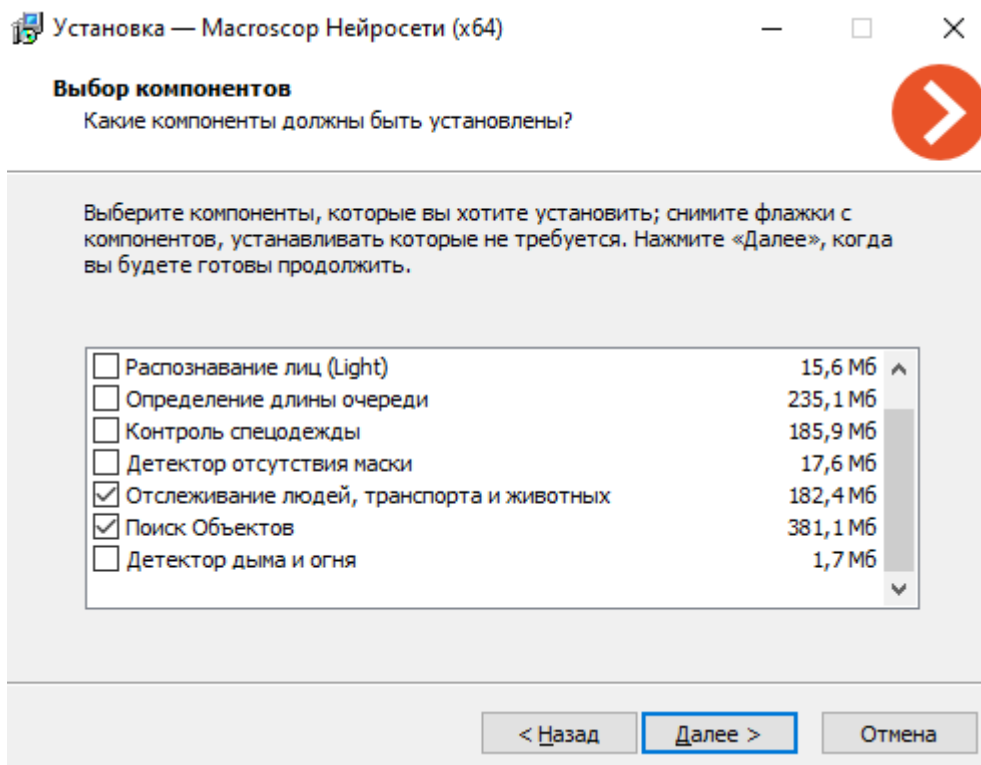 Установка — Macroscop Нейросети (x64)
Выбор компонентов
Какие компоненты должны быть установлены?
Выберите компоненты, которые вы хотите установить; снимите флажки с
компонентов, устанавливать которые не требуется. Нажмите «Далее», когда
вы будете готовы продолжить.
Распознавание лиц (Light) 15,6 Мб
Определение длины очереди 235,1 Мб
Контроль спецодежды 185,9 Мб
Детектор отсутствия маски 17,6 Мб
Отслеживание людей, транспорта и животных 182,4 Мб
Поиск Объектов 381,1 Мб
Детектор дыма и огня 1,7 Мб
< Назад Далее > Отмена